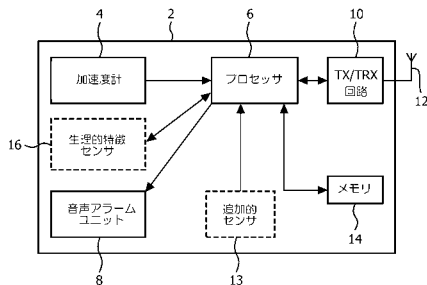 4
2
6
10
加速度計
プロセッサ
TX/TRX
回路
12
生理的特徴
センサ
16
音声アラーム
ユニット
追加的
センサ
メモリ
14
8
13